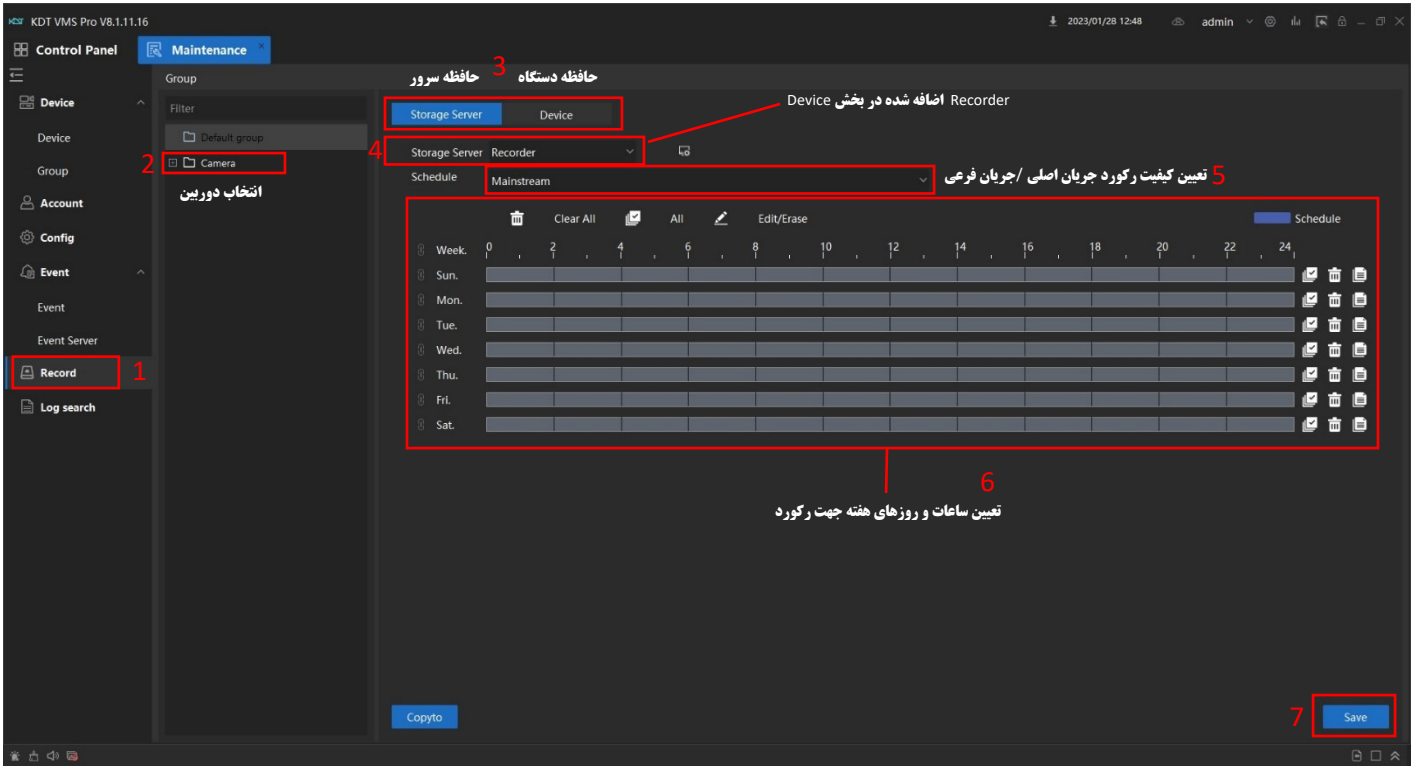 KDT KDT VMS Pro V8.1.11.16
2023/01/28 12:48 admin
Control Panel Maintenance
Device
Device
Group
Account
Config
Event
Event
Event Server
Record 1
Log search
Group
Filter
Default group
2 Camera
انتخاب دوربین
حافظه سرور 3 حافظه دستگاه
Storage Server Device
Recorder اضافه شده در بخش Device
4 Storage Server Recorder
Schedule Mainstream
5 تعیین کیفیت رکورد جریان اصلی /جریان فرعی
Clear All All Edit/Erase Schedule
Week. 0 2 4 6 8 10 12 14 16 18 20 22 24
Sun.
Mon.
Tue.
Wed.
Thu.
Fri.
Sat.
6
تعیین ساعات و روزهای هفته جهت رکورد
Copyto 7 Save